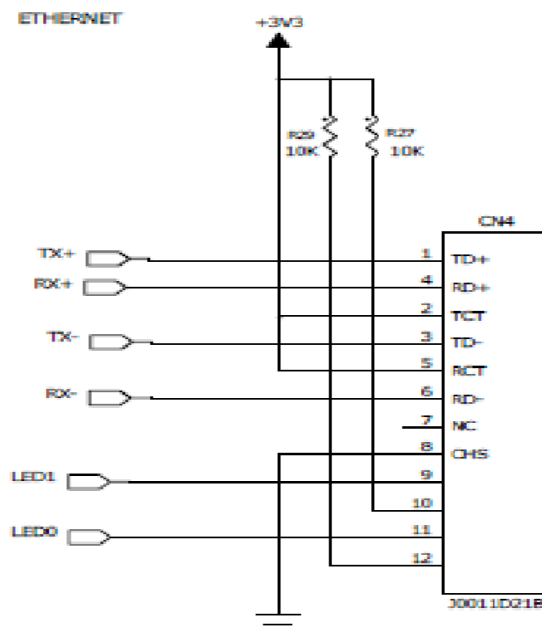 ETHERNET
+3V3
R29
10K
R27
10K
CN4
TX+
1
TD+
RX+
4
RD+
2
TCT
TX-
3
TD-
5
RCT
RX-
6
RD-
7
NC
8
CHS
LED1
9
10
LED0
11
12
J0011D21B